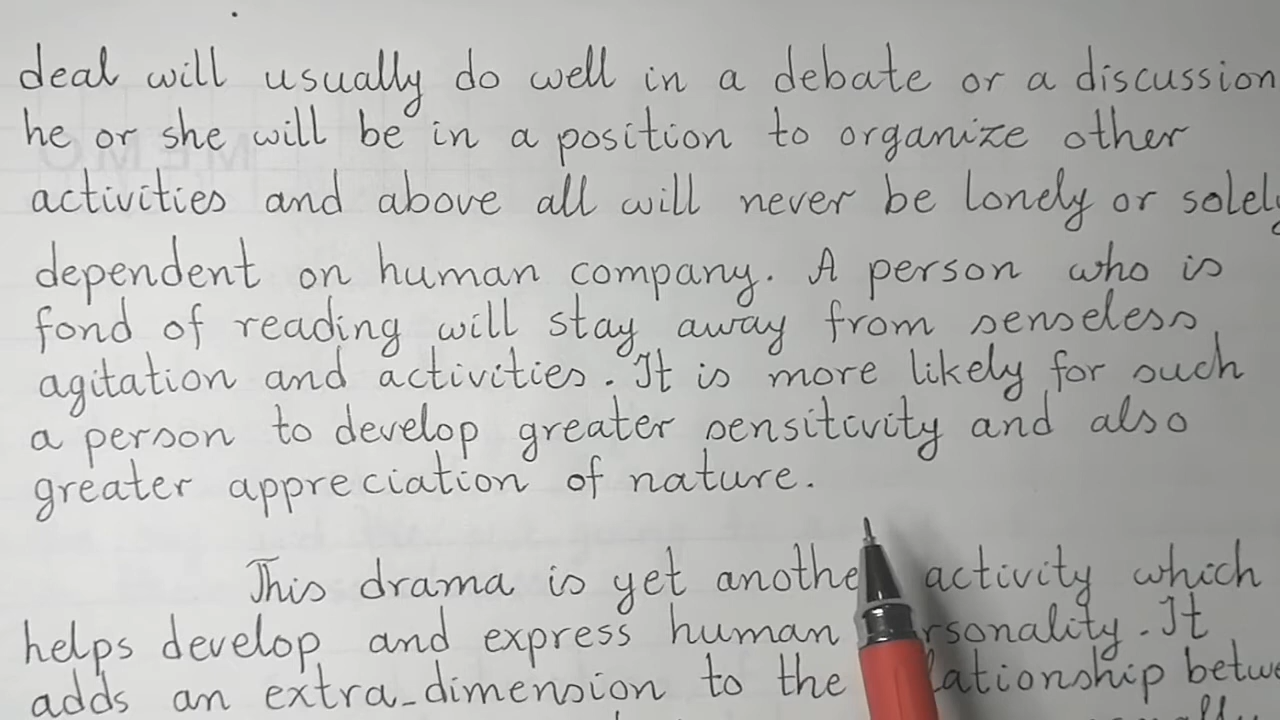 deal will usually do well in a debate or a discussion
he or she will be in a position to organize other
activities and above all will never be lonely or solely
dependent on human company. A person who is
fond of reading will stay away from senseless
agitation and activities. It is more likely for such
a person to develop greater sensitivity and also
greater appreciation of nature.
This drama is yet another activity which
helps develop and express human personality. It
adds an extra-dimension to the relationship
MEMO